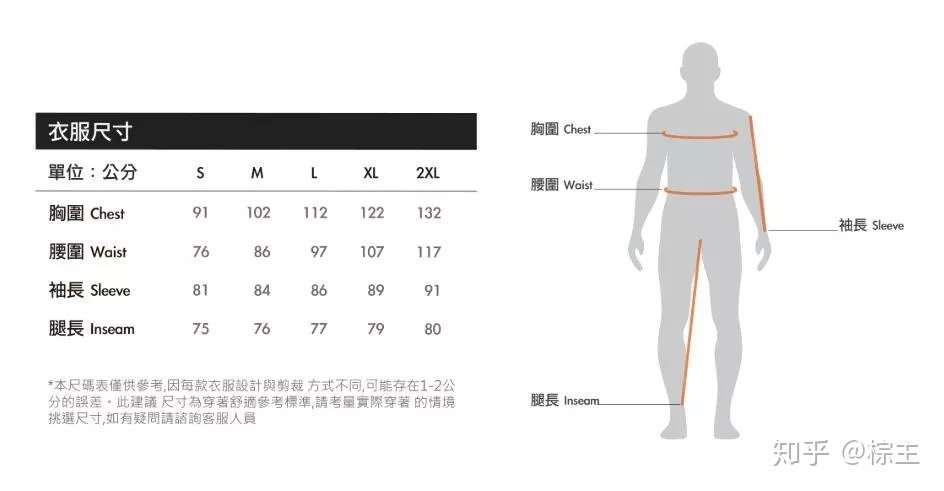 衣服尺寸
單位：公分 S M L XL 2XL
胸圍 Chest 91 102 112 122 132
腰圍 Waist 76 86 97 107 117
袖長 Sleeve 81 84 86 89 91
腿長 Inseam 75 76 77 79 80
*本尺碼表僅供參考,因每款衣服設計與剪裁 方式不同,可能存在1-2公
分的誤差。此建議 尺寸為穿著舒適參考標準,請考量實際穿著 的情境
挑選尺寸,如有疑問請諮詢客服人員
胸圍 Chest
腰圍 Waist
袖長 Sleeve
腿長 Inseam
知乎 @棕王